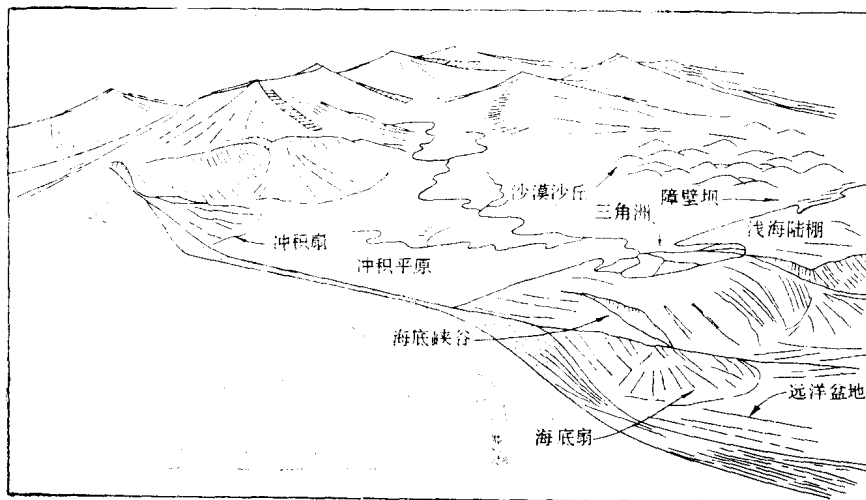 沙漠沙丘
障壁坝
三角洲
浅海陆棚
冲积扇
冲积平原
海底峡谷
远洋盆地
海底扇